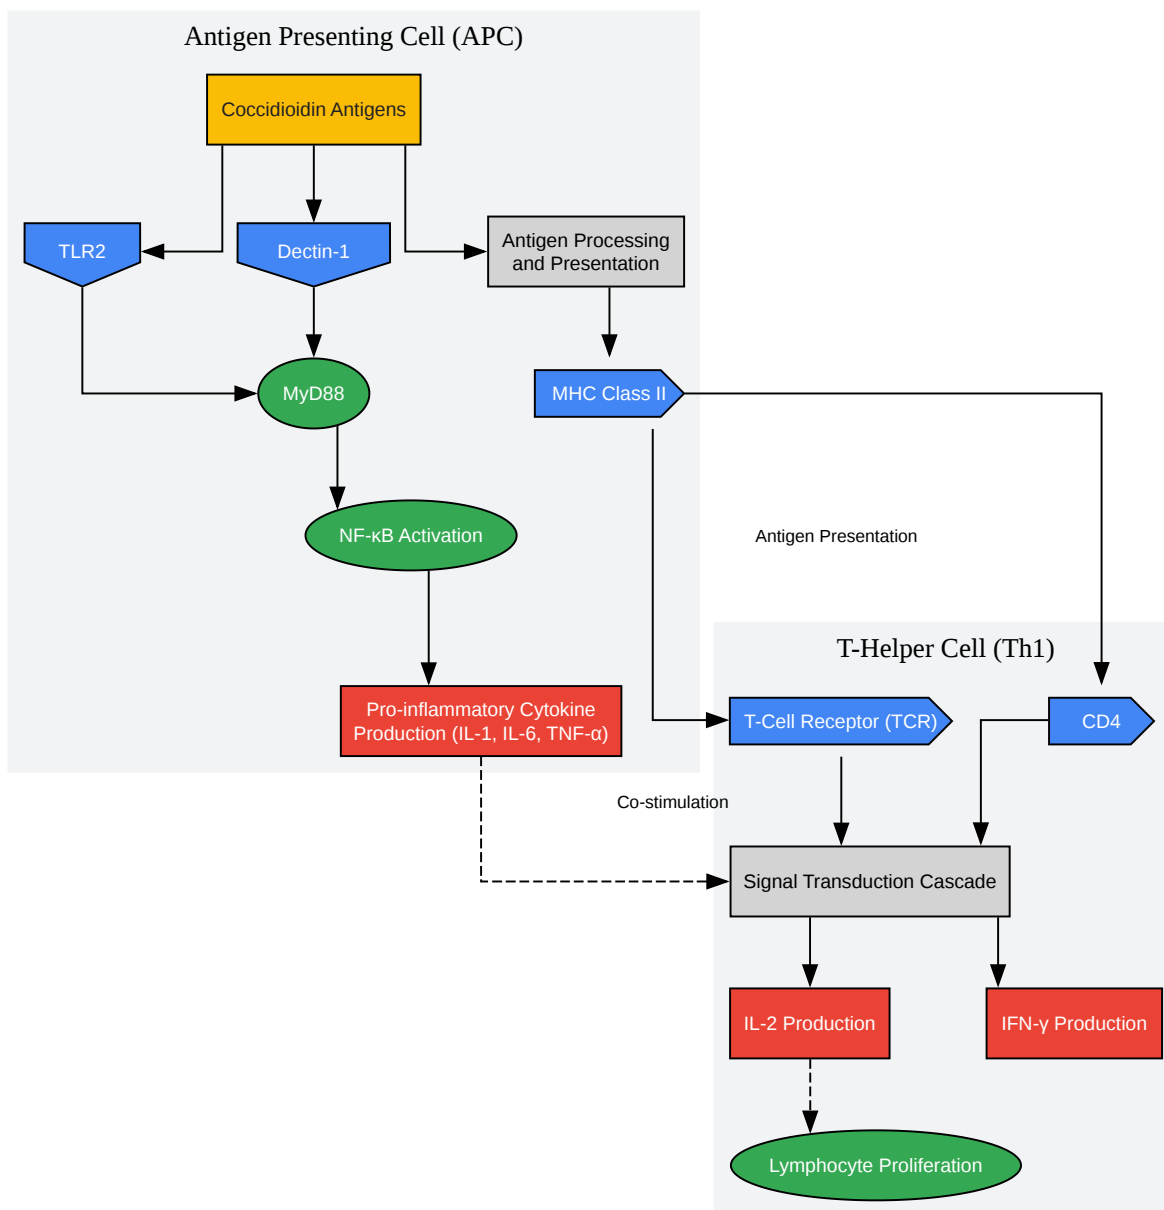 Antigen Presenting Cell (APC)
Coccidioidin Antigens
TLR2
Dectin-1
Antigen Processing
and Presentation
MyD88
MHC Class II
NF-κB Activation
Antigen Presentation
T-Helper Cell (Th1)
Pro-inflammatory Cytokine
Production (IL-1, IL-6, TNF-α)
T-Cell Receptor (TCR)
CD4
Co-stimulation
Signal Transduction Cascade
IL-2 Production
IFN-γ Production
Lymphocyte Proliferation